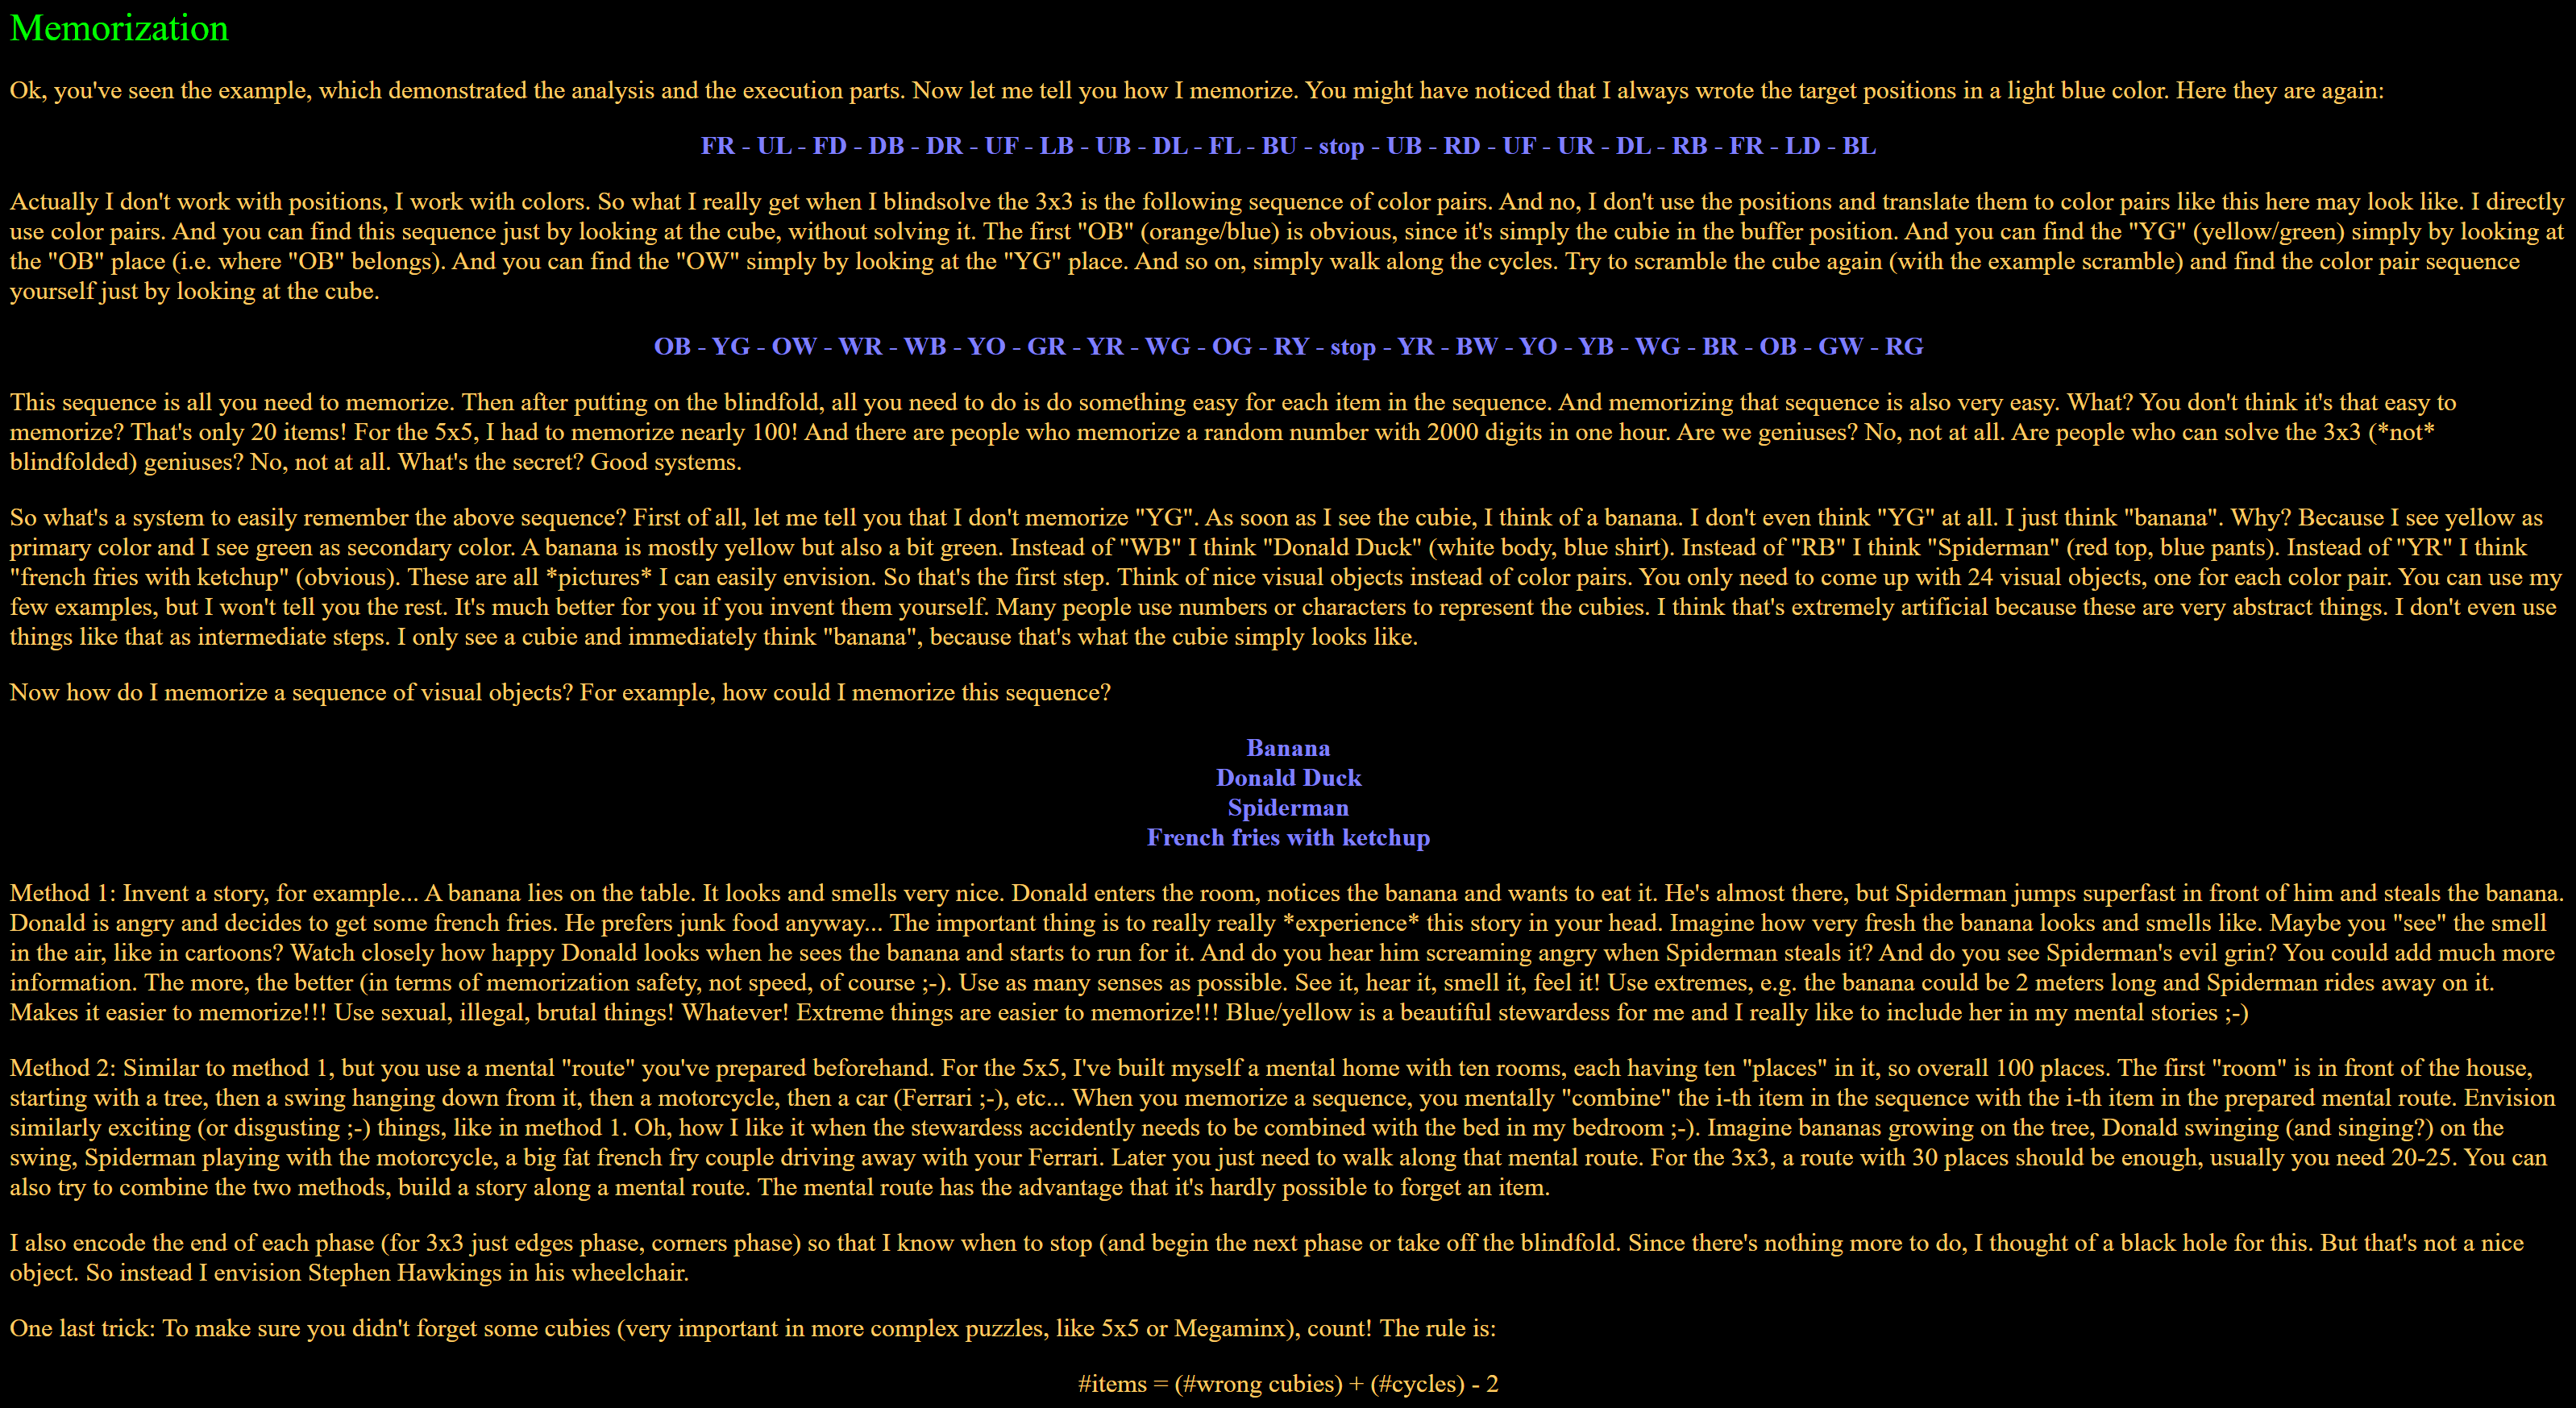 Memorization
Ok, you've seen the example, which demonstrated the analysis and the execution parts. Now let me tell you how I memorize. You might have noticed that I always wrote the target positions in a light blue color. Here they are again:
FR - UL - FD - DB - DR - UF - LB - UB - DL - FL - BU - stop - UB - RD - UF - UR - DL - RB - FR - LD - BL
Actually I don't work with positions, I work with colors. So what I really get when I blindsolve the 3x3 is the following sequence of color pairs. And no, I don't use the positions and translate them to color pairs like this here may look like. I directly
use color pairs. And you can find this sequence just by looking at the cube, without solving it. The first "OB" (orange/blue) is obvious, since it's simply the cubie in the buffer position. And you can find the "YG" (yellow/green) simply by looking at
the "OB" place (i.e. where "OB" belongs). And you can find the "OW" simply by looking at the "YG" place. And so on, simply walk along the cycles. Try to scramble the cube again (with the example scramble) and find the color pair sequence
yourself just by looking at the cube.
OB - YG - OW - WR - WB - YO - GR - YR - WG - OG - RY - stop - YR - BW - YO - YB - WG - BR - OB - GW - RG
This sequence is all you need to memorize. Then after putting on the blindfold, all you need to do is do something easy for each item in the sequence. And memorizing that sequence is also very easy. What? You don't think it's that easy to
memorize? That's only 20 items! For the 5x5, I had to memorize nearly 100! And there are people who memorize a random number with 2000 digits in one hour. Are we geniuses? No, not at all. Are people who can solve the 3x3 (*not*
blindfolded) geniuses? No, not at all. What's the secret? Good systems.
So what's a system to easily remember the above sequence? First of all, let me tell you that I don't memorize "YG". As soon as I see the cubie, I think of a banana. I don't even think "YG" at all. I just think "banana". Why? Because I see yellow as
primary color and I see green as secondary color. A banana is mostly yellow but also a bit green. Instead of "WB" I think "Donald Duck" (white body, blue shirt). Instead of "RB" I think "Spiderman" (red top, blue pants). Instead of "YR" I think
"french fries with ketchup" (obvious). These are all *pictures* I can easily envision. So that's the first step. Think of nice visual objects instead of color pairs. You only need to come up with 24 visual objects, one for each color pair. You can use my
few examples, but I won't tell you the rest. It's much better for you if you invent them yourself. Many people use numbers or characters to represent the cubies. I think that's extremely artificial because these are very abstract things. I don't even use
things like that as intermediate steps. I only see a cubie and immediately think "banana", because that's what the cubie simply looks like.
Now how do I memorize a sequence of visual objects? For example, how could I memorize this sequence?
Banana
Donald Duck
Spiderman
French fries with ketchup
Method 1: Invent a story, for example... A banana lies on the table. It looks and smells very nice. Donald enters the room, notices the banana and wants to eat it. He's almost there, but Spiderman jumps superfast in front of him and steals the banana.
Donald is angry and decides to get some french fries. He prefers junk food anyway... The important thing is to really really *experience* this story in your head. Imagine how very fresh the banana looks and smells like. Maybe you "see" the smell
in the air, like in cartoons? Watch closely how happy Donald looks when he sees the banana and starts to run for it. And do you hear him screaming angry when Spiderman steals it? And do you see Spiderman's evil grin? You could add much more
information. The more, the better (in terms of memorization safety, not speed, of course ;-). Use as many senses as possible. See it, hear it, smell it, feel it! Use extremes, e.g. the banana could be 2 meters long and Spiderman rides away on it.
Makes it easier to memorize!!! Use sexual, illegal, brutal things! Whatever! Extreme things are easier to memorize!!! Blue/yellow is a beautiful stewardess for me and I really like to include her in my mental stories ;-)
Method 2: Similar to method 1, but you use a mental "route" you've prepared beforehand. For the 5x5, I've built myself a mental home with ten rooms, each having ten "places" in it, so overall 100 places. The first "room" is in front of the house,
starting with a tree, then a swing hanging down from it, then a motorcycle, then a car (Ferrari ;-), etc... When you memorize a sequence, you mentally "combine" the i-th item in the sequence with the i-th item in the prepared mental route. Envision
similarly exciting (or disgusting ;-) things, like in method 1. Oh, how I like it when the stewardess accidently needs to be combined with the bed in my bedroom ;-). Imagine bananas growing on the tree, Donald swinging (and singing?) on the
swing, Spiderman playing with the motorcycle, a big fat french fry couple driving away with your Ferrari. Later you just need to walk along that mental route. For the 3x3, a route with 30 places should be enough, usually you need 20-25. You can
also try to combine the two methods, build a story along a mental route. The mental route has the advantage that it's hardly possible to forget an item.
I also encode the end of each phase (for 3x3 just edges phase, corners phase) so that I know when to stop (and begin the next phase or take off the blindfold. Since there's nothing more to do, I thought of a black hole for this. But that's not a nice
object. So instead I envision Stephen Hawkings in his wheelchair.
One last trick: To make sure you didn't forget some cubies (very important in more complex puzzles, like 5x5 or Megaminx), count! The rule is:
#items = (#wrong cubies) + (#cycles) - 2